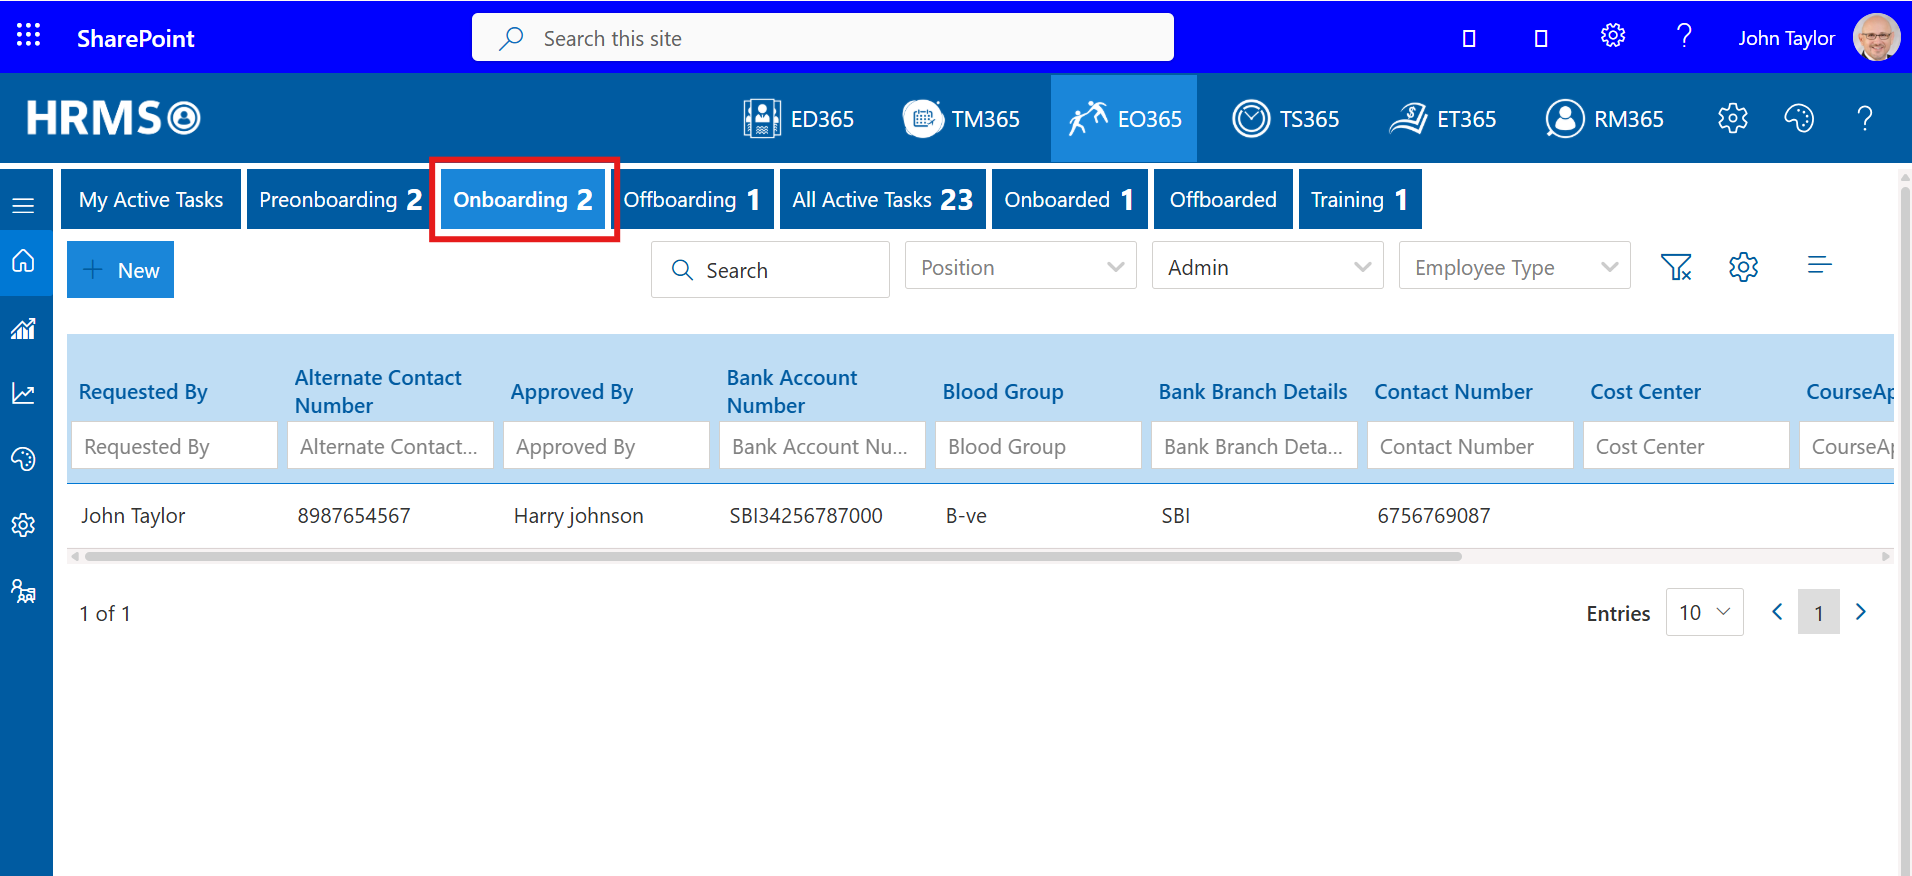 SharePoint
Search this site
John Taylor
HRMS
ED365
TM365
EO365
TS365
ET365
RM365
My Active Tasks
Preonboarding 2
Onboarding 2
Offboarding 1
All Active Tasks 23
Onboarded 1
Offboarded
Training 1
New
Search
Position
Admin
Employee Type
Requested By
Alternate Contact
Number
Approved By
Bank Account
Number
Blood Group
Bank Branch Details
Contact Number
Cost Center
CourseAp
Requested By
Alternate Contact...
Approved By
Bank Account Nu...
Blood Group
Bank Branch Deta...
Contact Number
Cost Center
CourseAp
John Taylor
8987654567
Harry johnson
SBI34256787000
B-ve
SBI
6756769087
1 of 1
Entries
10
1